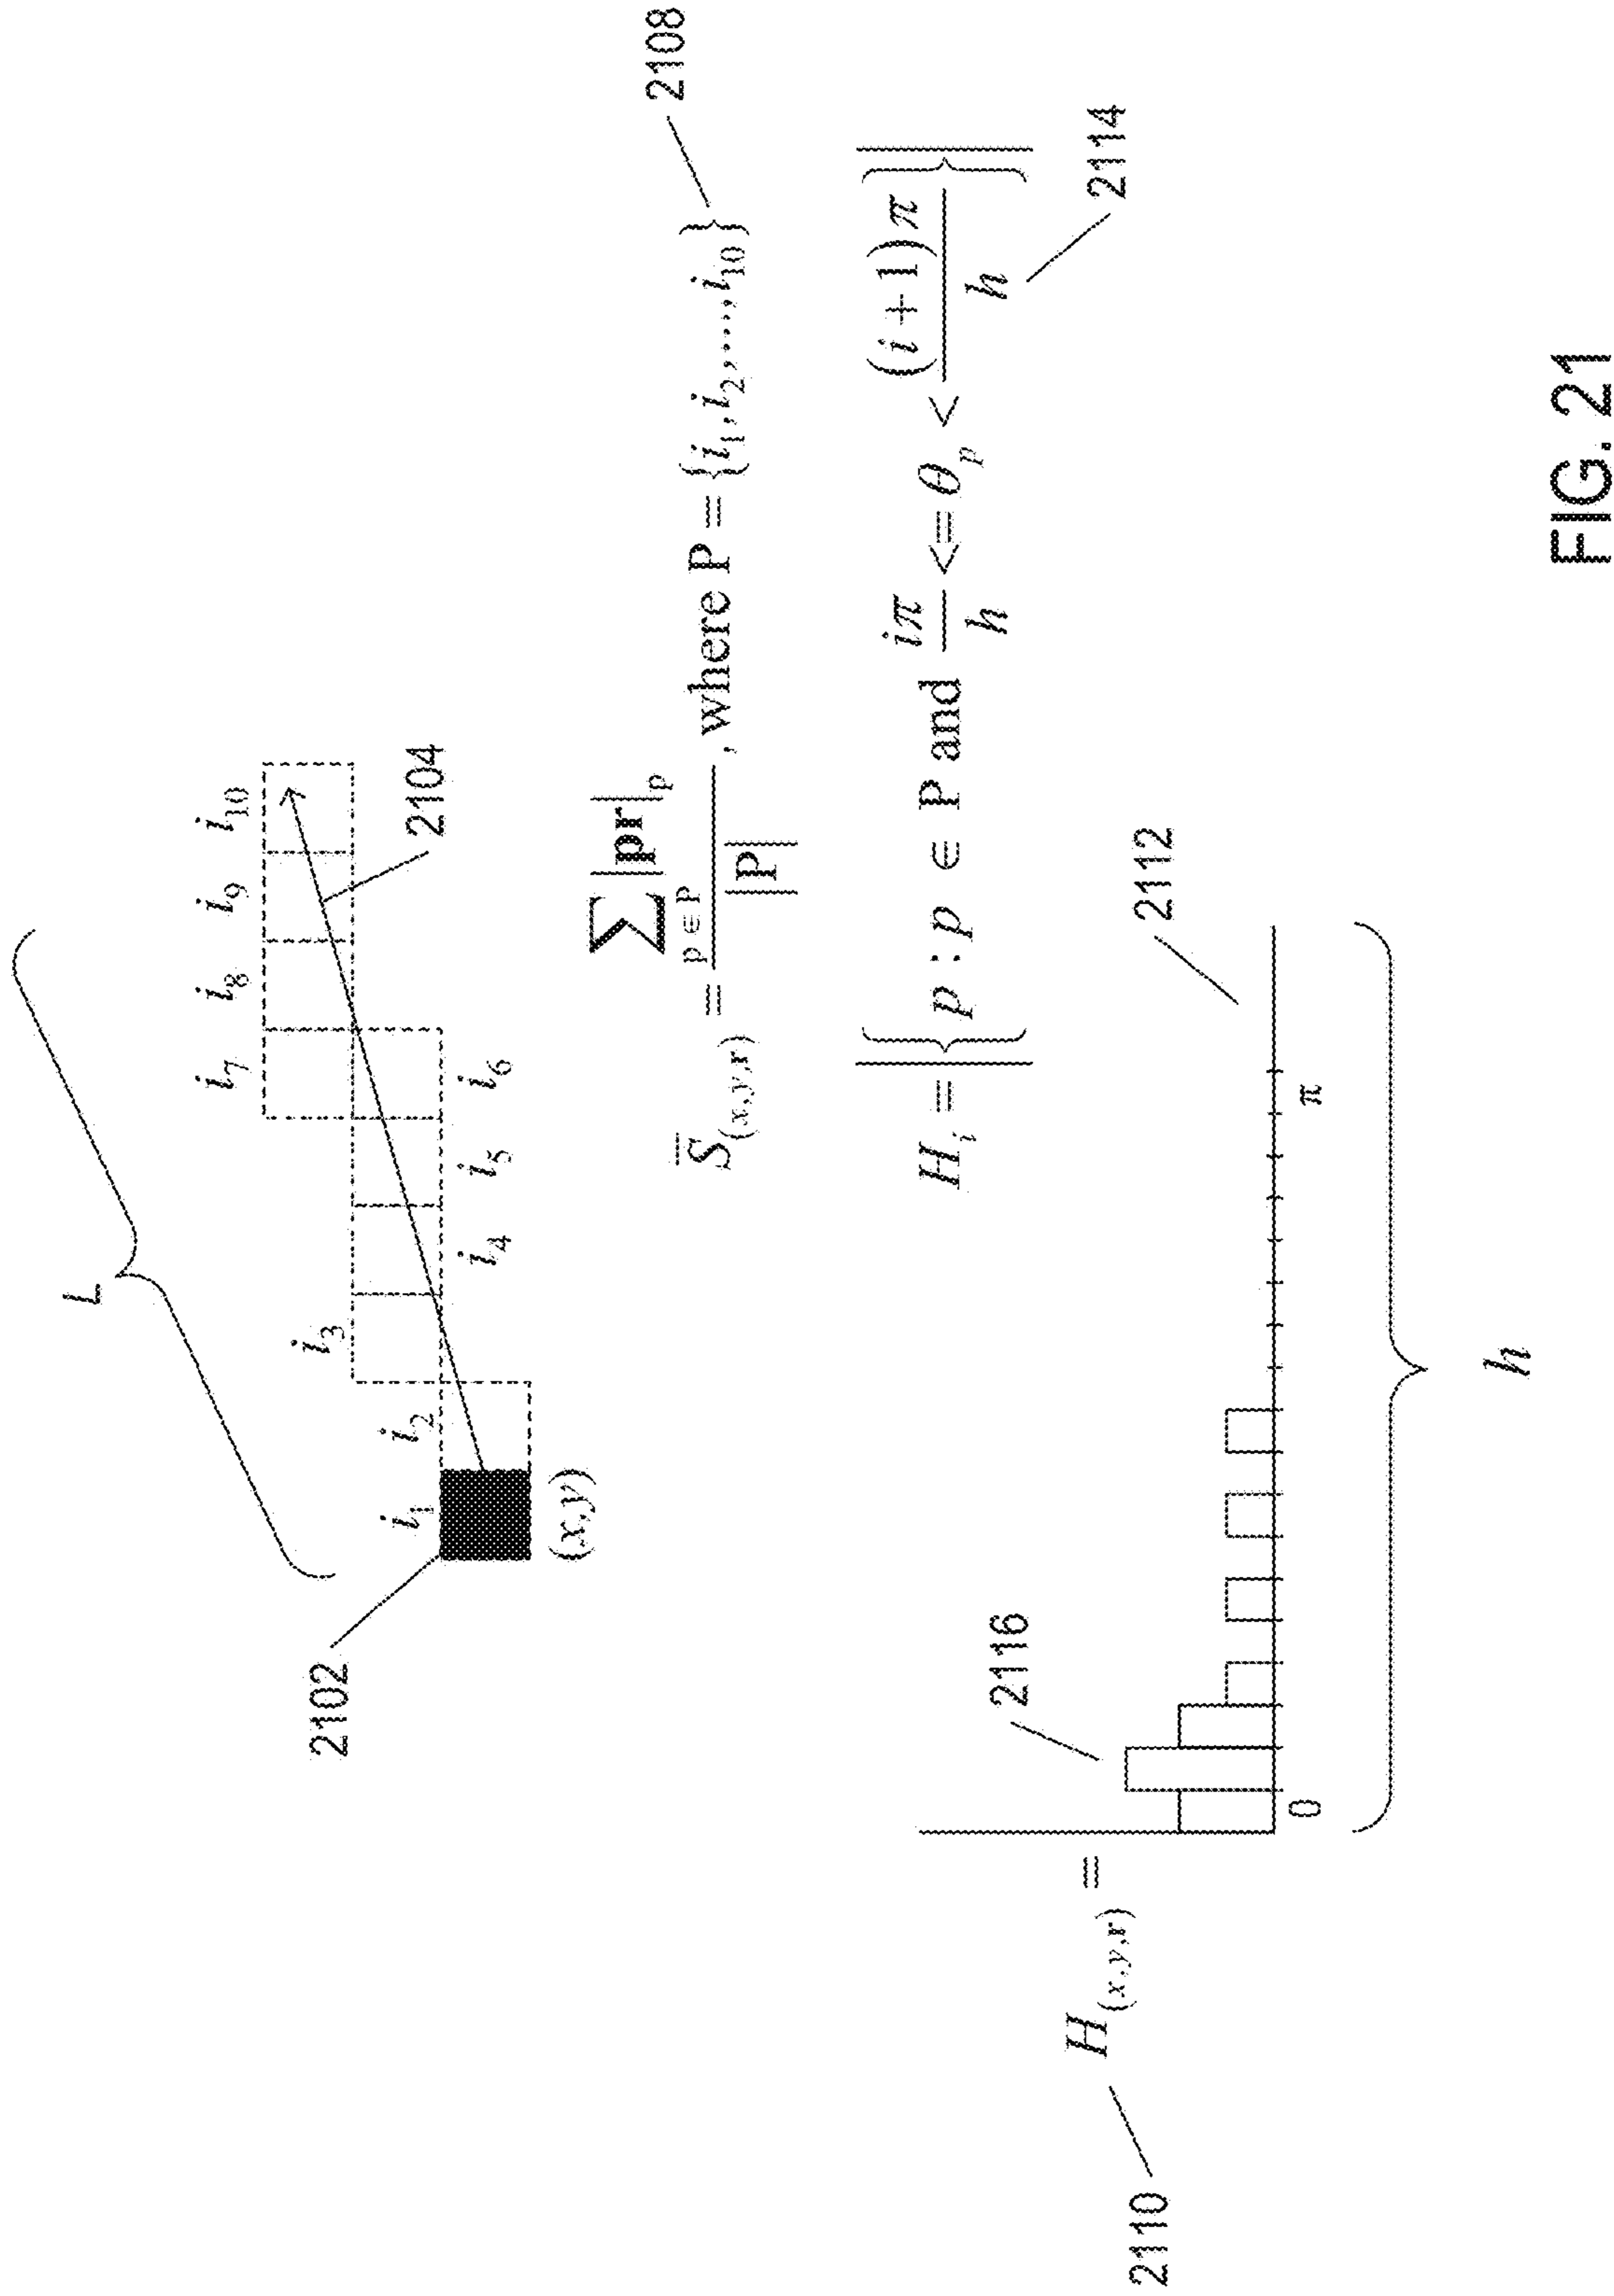 L
i₇ i₈ i₉ i₁₀
i₃
i₁ i₂
i₄ i₅ i₆
2102
(x,y)
2104
S̅₍ₓ,y,r₎ = ∑ p ∈ P |pr|ₚ / |P| , where P = {i₁,i₂,...,i₁₀}
2108
Hᵢ = |{ p : p ∈ P and iπ/h <= θₚ < (i + 1)π/h }|
2114
2110
H₍ₓ,y,r₎ =
2116
2112
0 π
h
FIG. 21